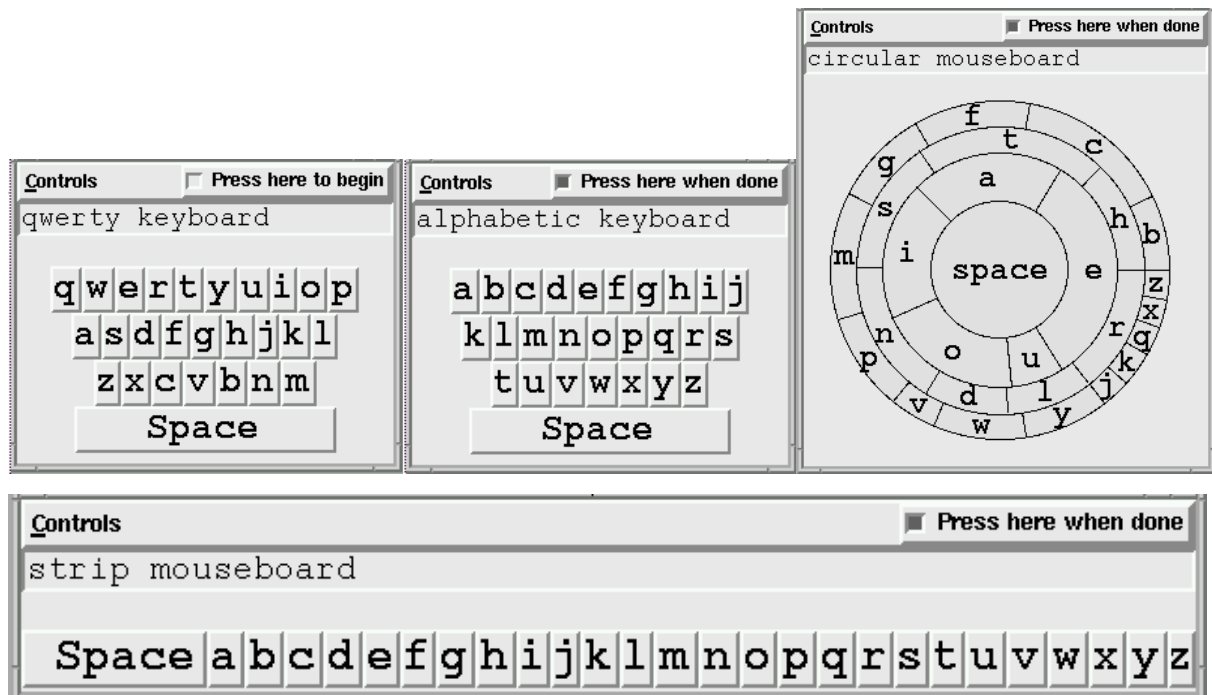 Controls Press here to begin
qwerty keyboard
q w e r t y u i o p
a s d f g h j k l
z x c v b n m
Space
Controls Press here when done
alphabetic keyboard
a b c d e f g h i j
k l m n o p q r s
t u v w x y z
Space
Controls Press here when done
circular mouseboard
f
t
c
g
a
s
h
b
m
i
space
e
z
x
n
r
q
p
o
u
k
j
v
d
l
w
y
Controls Press here when done
strip mouseboard
Space a b c d e f g h i j k l m n o p q r s t u v w x y z